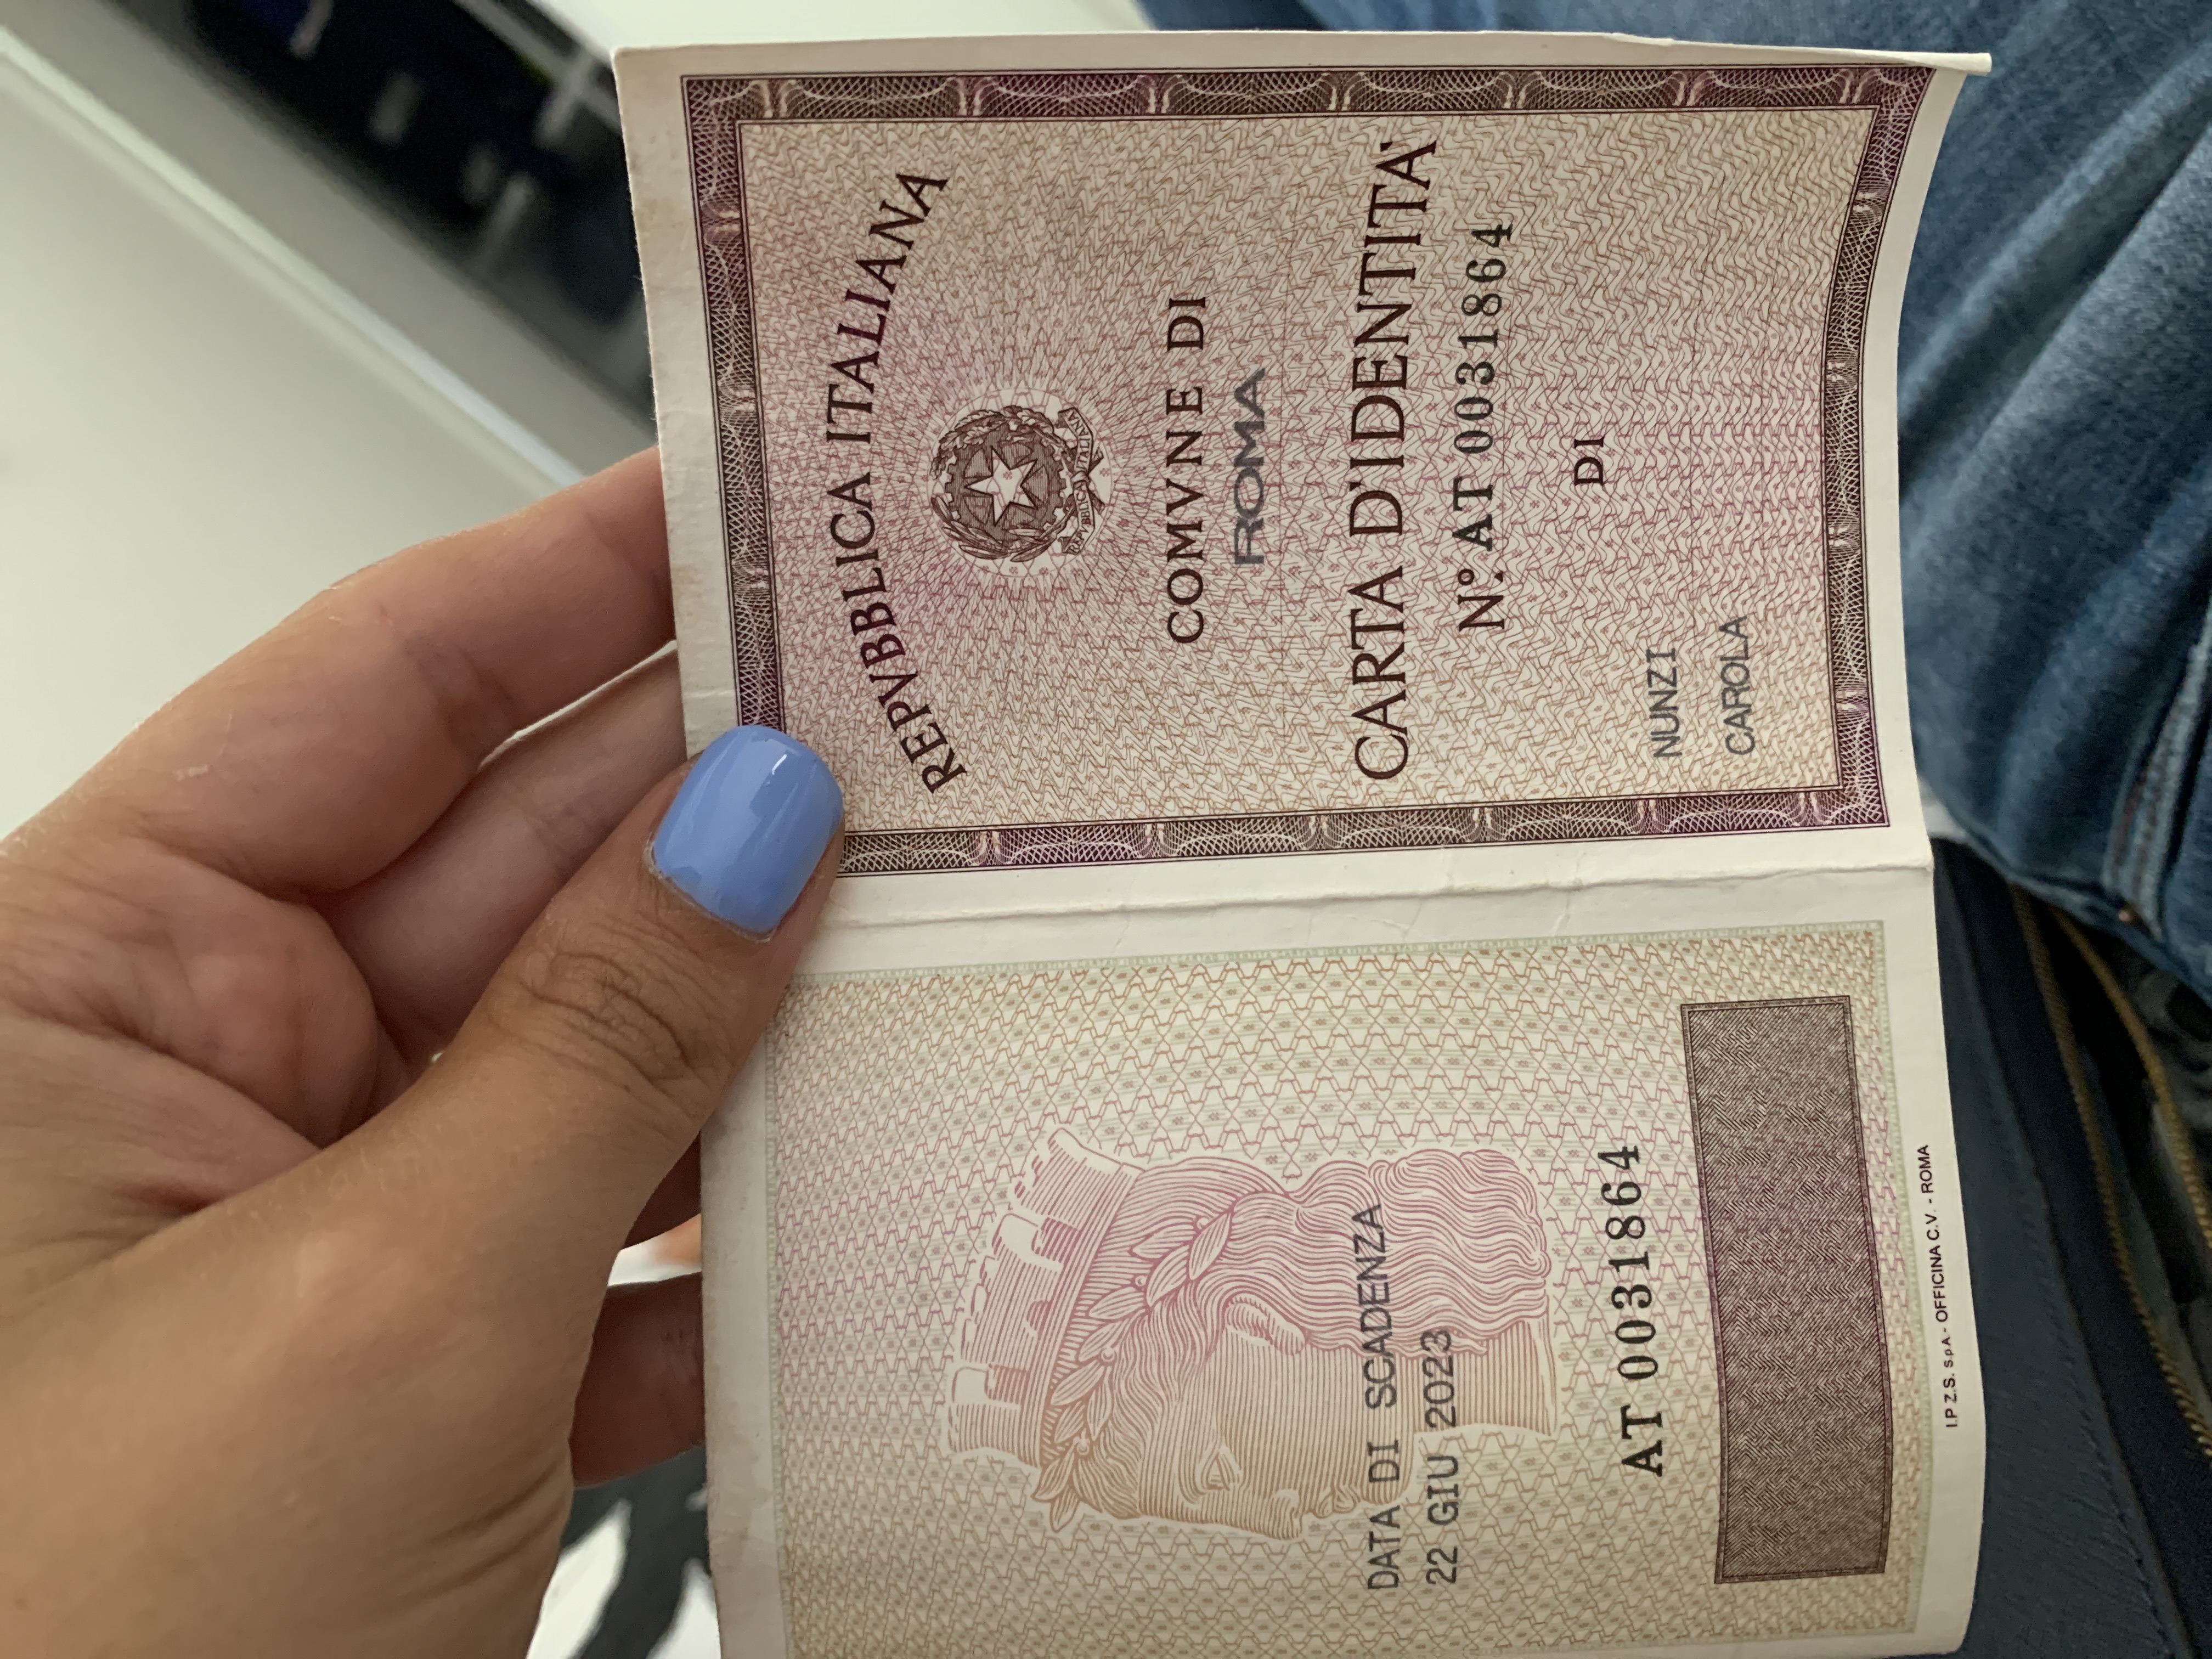 DATA DI SCADENZA
22 GIU 2023
AT 0031864
I.P.Z.S. S.p.A. - OFFICINA C.V. - ROMA
REPVBBLICA ITALIANA
REPVBBLICA ITALIANA
COMVNE DI
ROMA
CARTA D'IDENTITA'
N° AT 0031864
DI
NUNZI
CAROLA